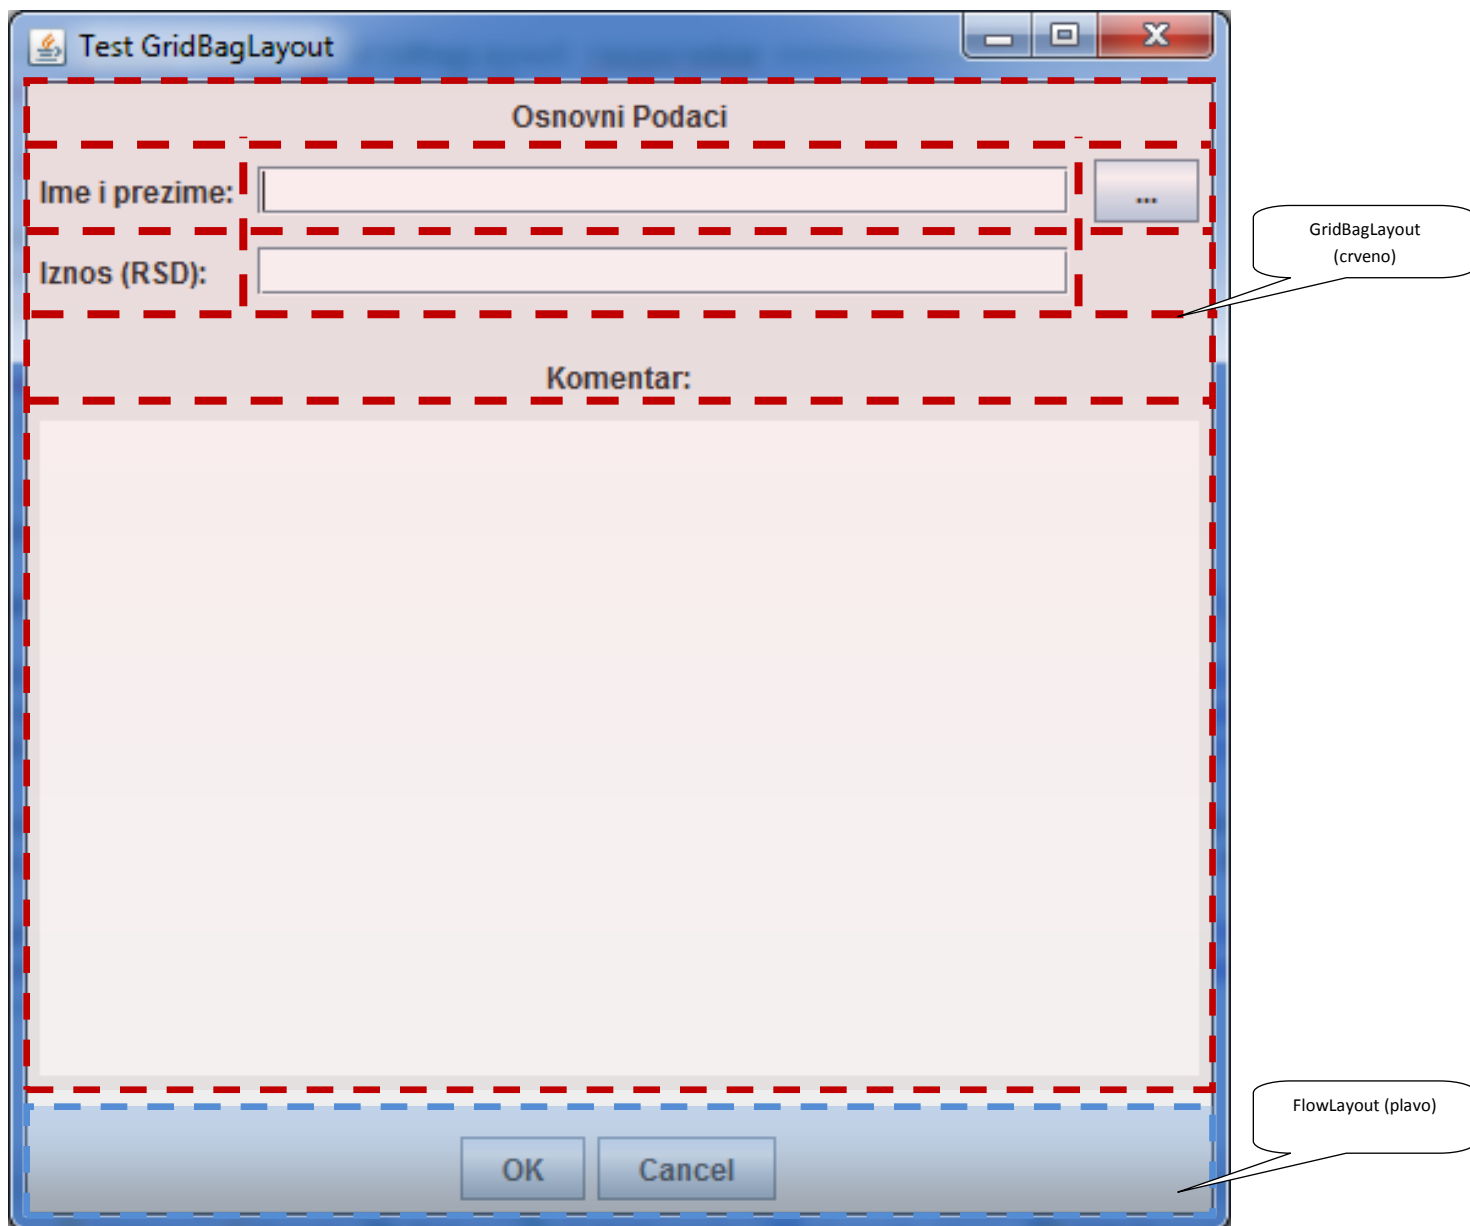 Test GridBagLayout
Osnovni Podaci
Ime i prezime:
...
Iznos (RSD):
GridBagLayout
(crveno)
Komentar:
FlowLayout (plavo)
OK
Cancel